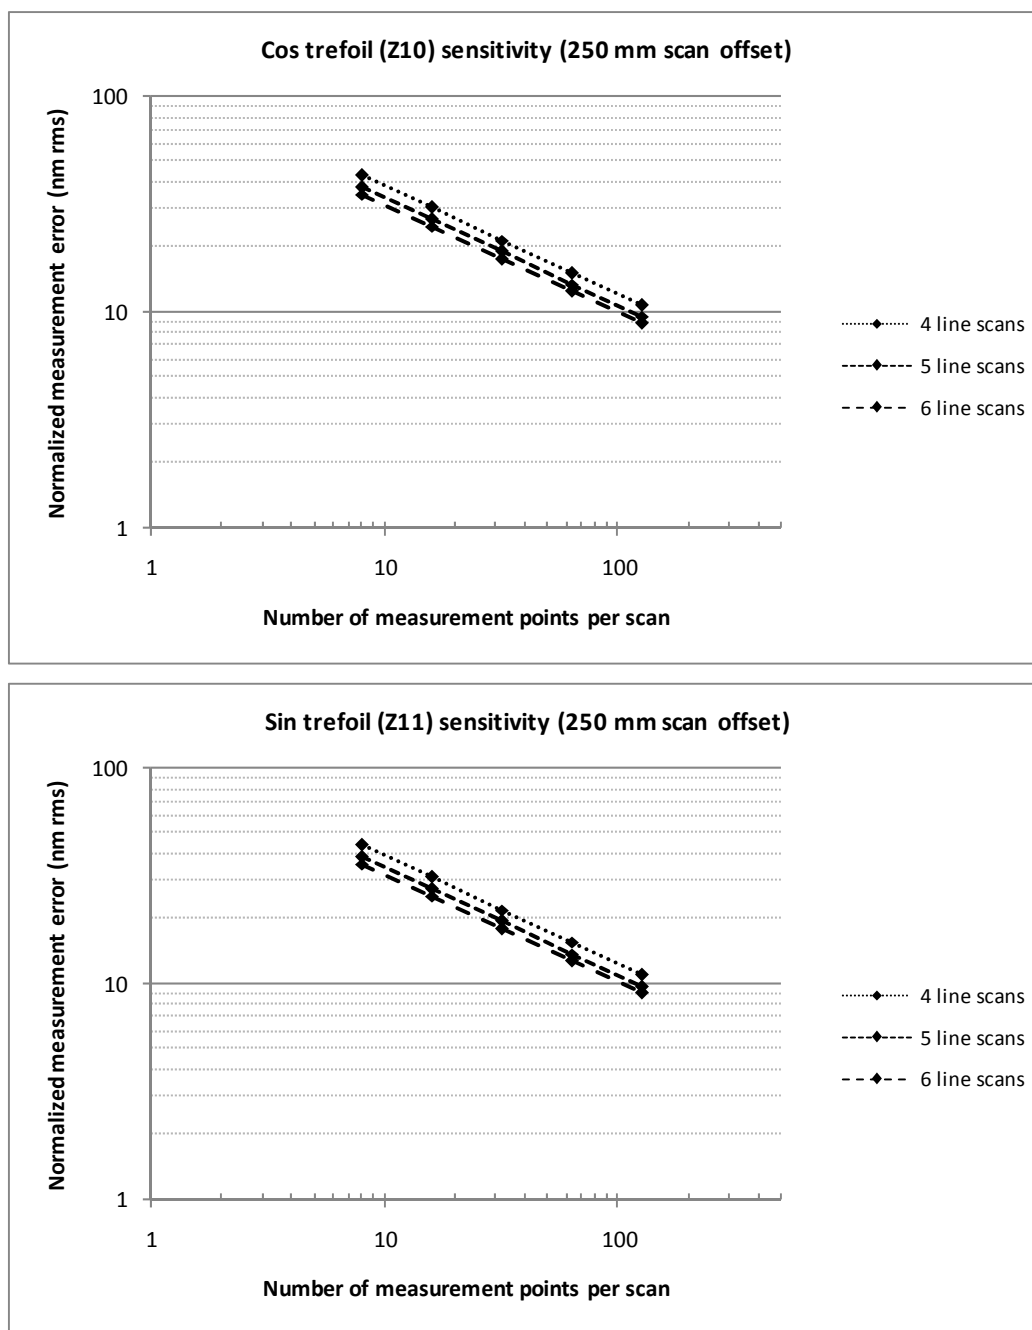 Cos trefoil (Z10) sensitivity (250 mm scan offset)
Normalized measurement error (nm rms)
100
10
1
1
10
100
Number of measurement points per scan
4 line scans
5 line scans
6 line scans
Sin trefoil (Z11) sensitivity (250 mm scan offset)
Normalized measurement error (nm rms)
100
10
1
1
10
100
Number of measurement points per scan
4 line scans
5 line scans
6 line scans